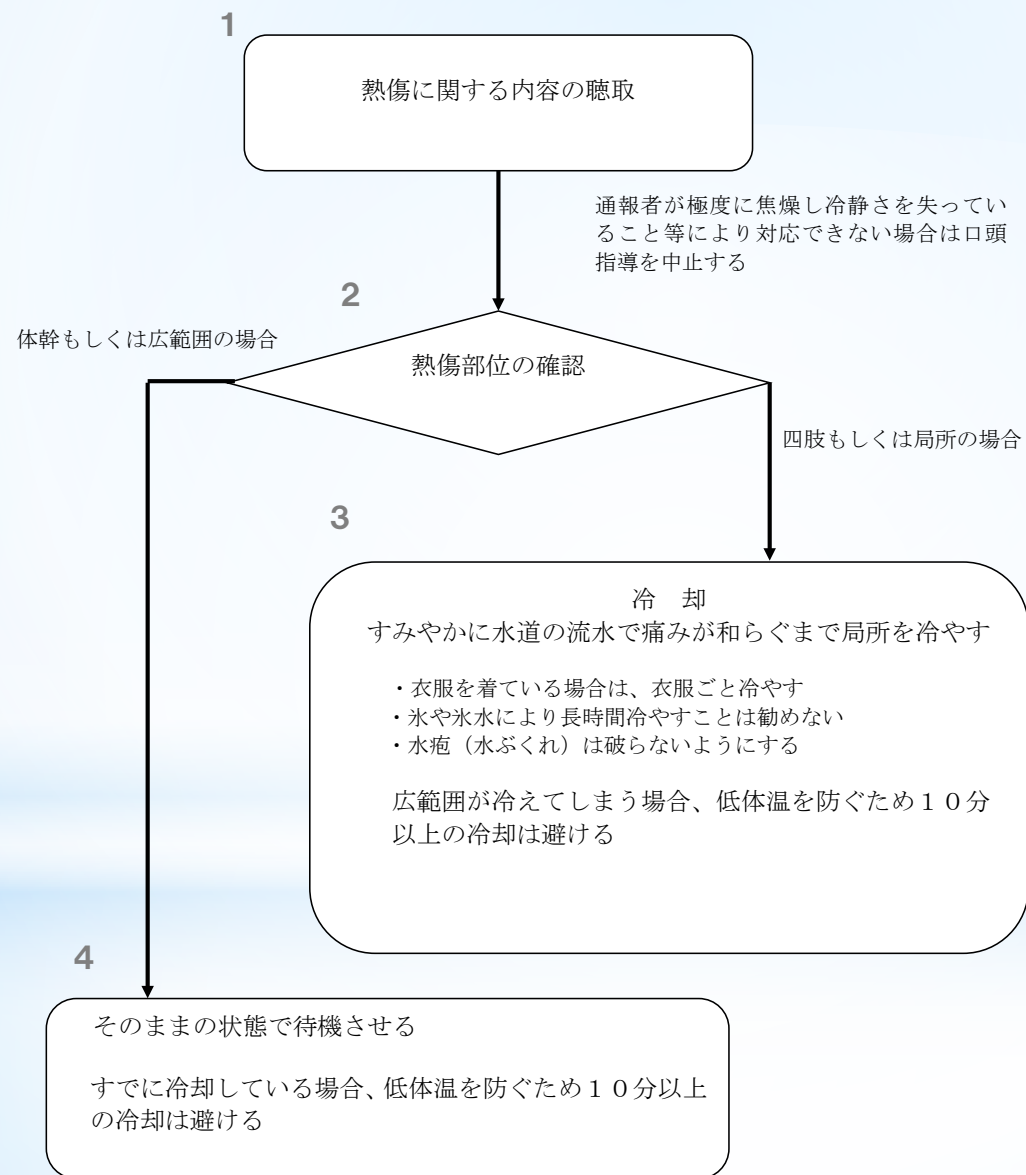 1
熱傷に関する内容の聴取
通報者が極度に焦燥し冷静さを失ってい
ること等により対応できない場合は口頭
指導を中止する
2
体幹もしくは広範囲の場合
熱傷部位の確認
四肢もしくは局所の場合
3
冷　却
すみやかに水道の流水で痛みが和らぐまで局所を冷やす
・衣服を着ている場合は、衣服ごと冷やす
・氷や氷水により長時間冷やすことは勧めない
・水疱（水ぶくれ）は破らないようにする
広範囲が冷えてしまう場合、低体温を防ぐため１０分
以上の冷却は避ける
4
そのままの状態で待機させる
すでに冷却している場合、低体温を防ぐため１０分以上
の冷却は避ける